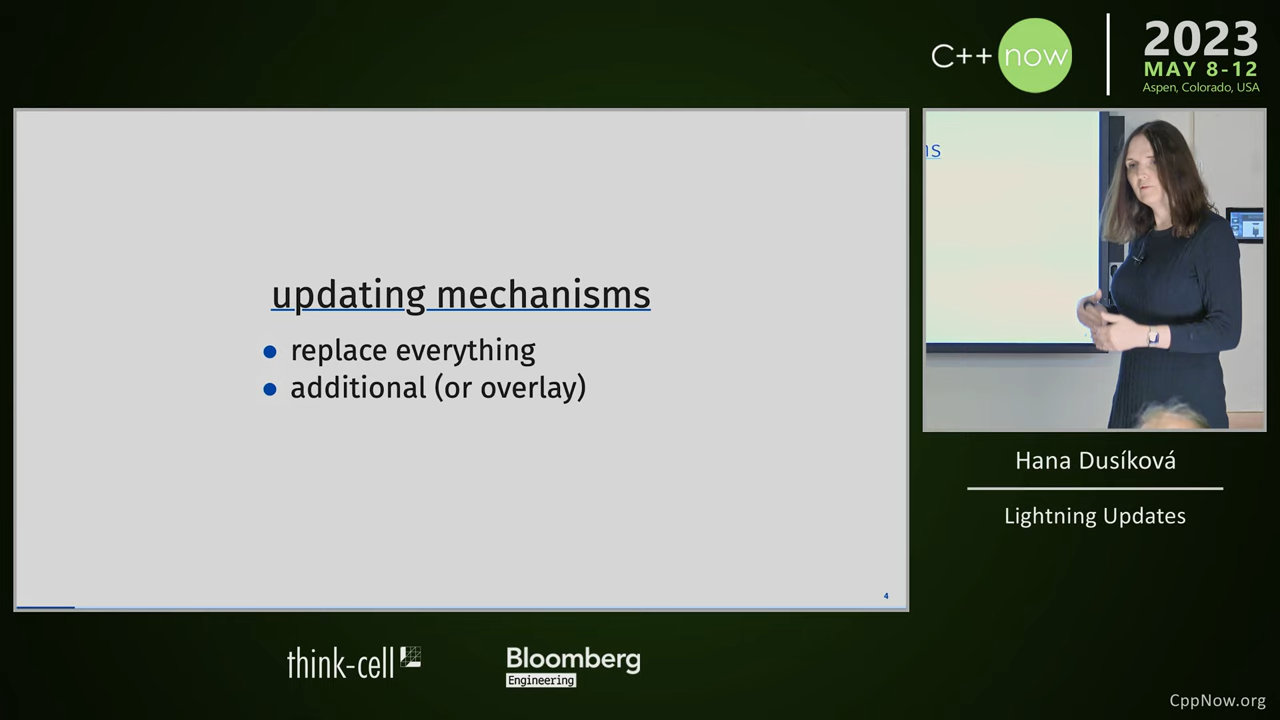 C++ now
2023
MAY 8-12
Aspen, Colorado, USA
updating mechanisms
replace everything
additional (or overlay)
4
ns
Hana Dusíková
Lightning Updates
think-cell
Bloomberg
Engineering
CppNow.org